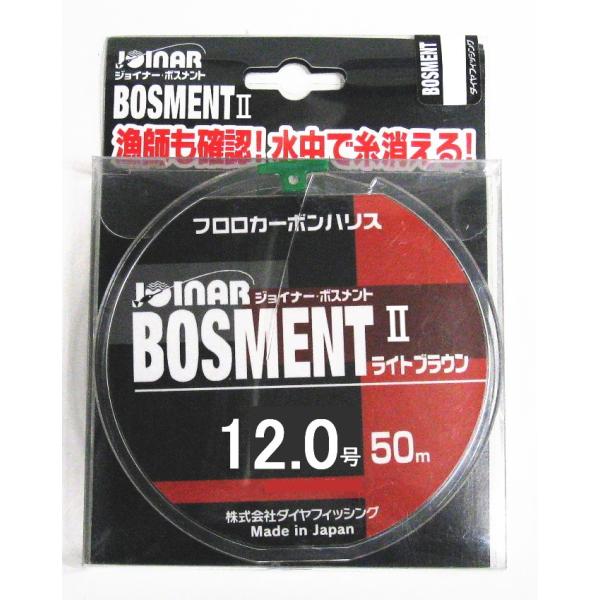 JOINAR
ジョイナー・ボスメント
BOSMENT II
漁師も確認!水中で糸消える!
BOSMENT
ダイヤフィッシング
フロロカーボンハリス
JOINAR ジョイナー・ボスメント
BOSMENT II
ライトブラウン
12.0号 50m
株式会社ダイヤフィッシング
Made in Japan